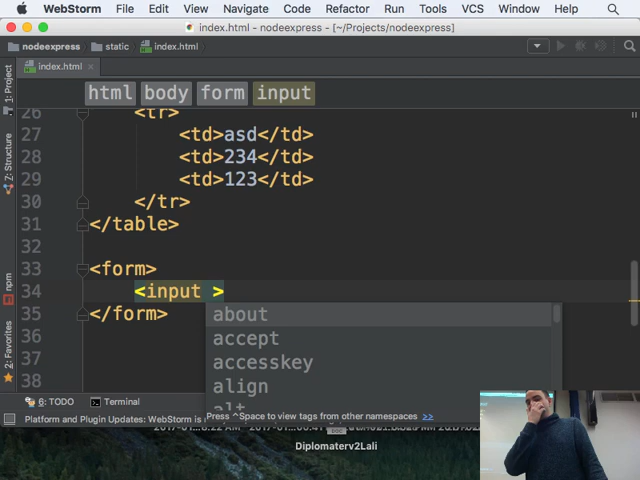 WebStorm File Edit View Navigate Code Refactor Run Tools VCS Window Help
index.html - nodeexpress - [~/Projects/nodeexpress]
nodeexpress static index.html
index.html
html body form input
1: Project
7: Structure
npm
2: Favorites
26 <tr>
27 <td>asd</td>
28 <td>234</td>
29 <td>123</td>
30 </tr>
31 </table>
32
33 <form>
34 <input >
35 </form>
36
37
38
about
accept
accesskey
align
alt
Press ^Space to view tags from other namespaces >>
6: TODO Terminal
Platform and Plugin Updates: WebStorm is
Diplomaterv2Lali